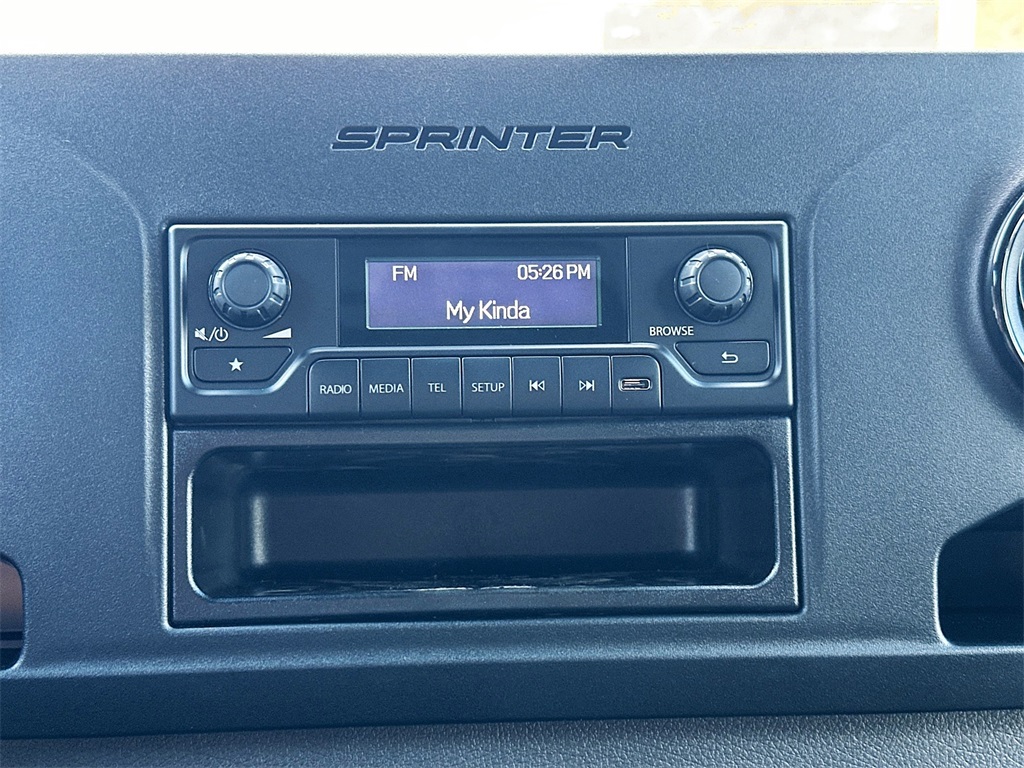 SPRINTER
FM 05:26 PM
My Kinda
BROWSE
RADIO MEDIA TEL SETUP